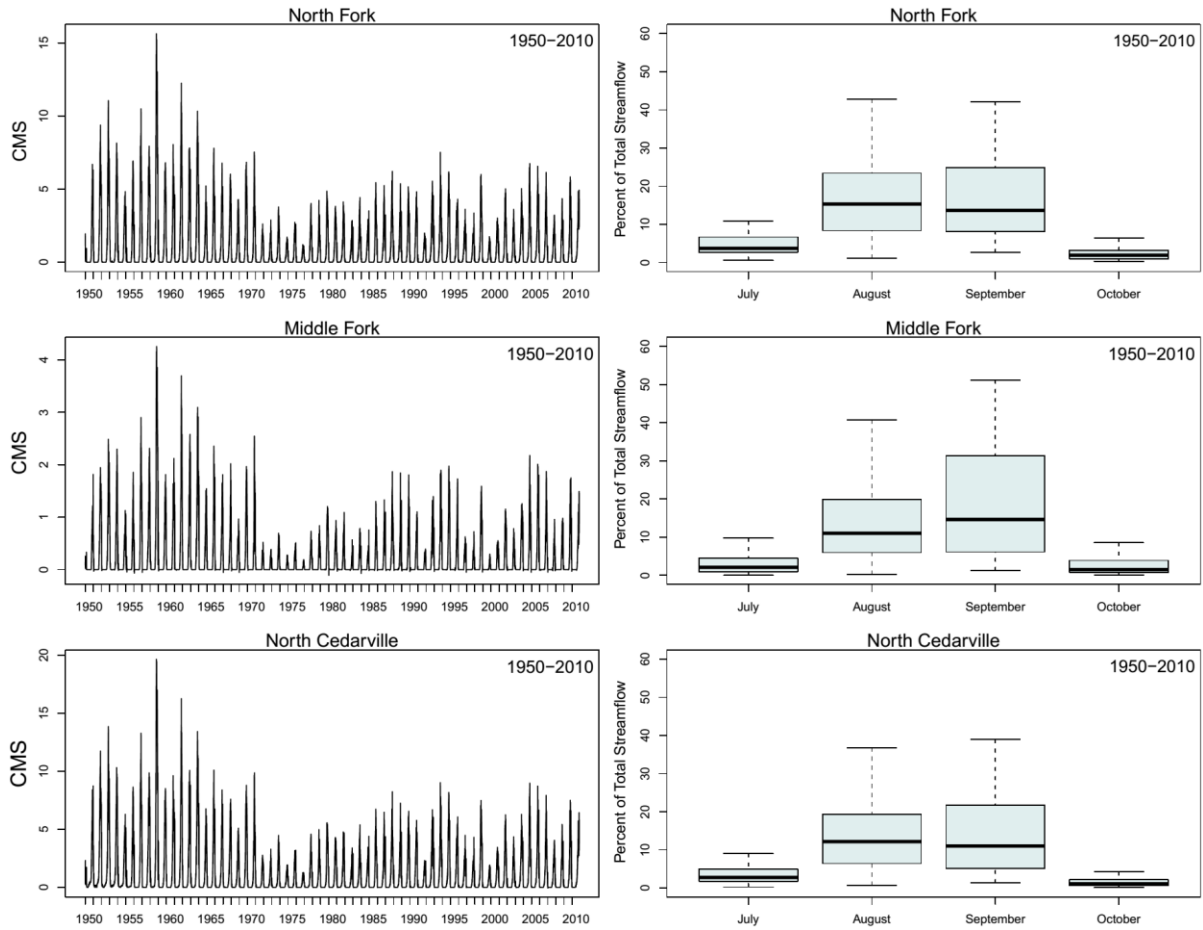 North Fork
1950−2010
CMS
15
10
5
0
1950 1955 1960 1965 1970 1975 1980 1985 1990 1995 2000 2005 2010
North Fork
1950−2010
Percent of Total Streamflow
60
50
40
30
20
10
0
July August September October
Middle Fork
1950−2010
CMS
4
3
2
1
0
1950 1955 1960 1965 1970 1975 1980 1985 1990 1995 2000 2005 2010
Middle Fork
1950−2010
Percent of Total Streamflow
60
50
40
30
20
10
0
July August September October
North Cedarville
1950−2010
CMS
20
15
10
5
0
1950 1955 1960 1965 1970 1975 1980 1985 1990 1995 2000 2005 2010
North Cedarville
1950−2010
Percent of Total Streamflow
60
50
40
30
20
10
0
July August September October